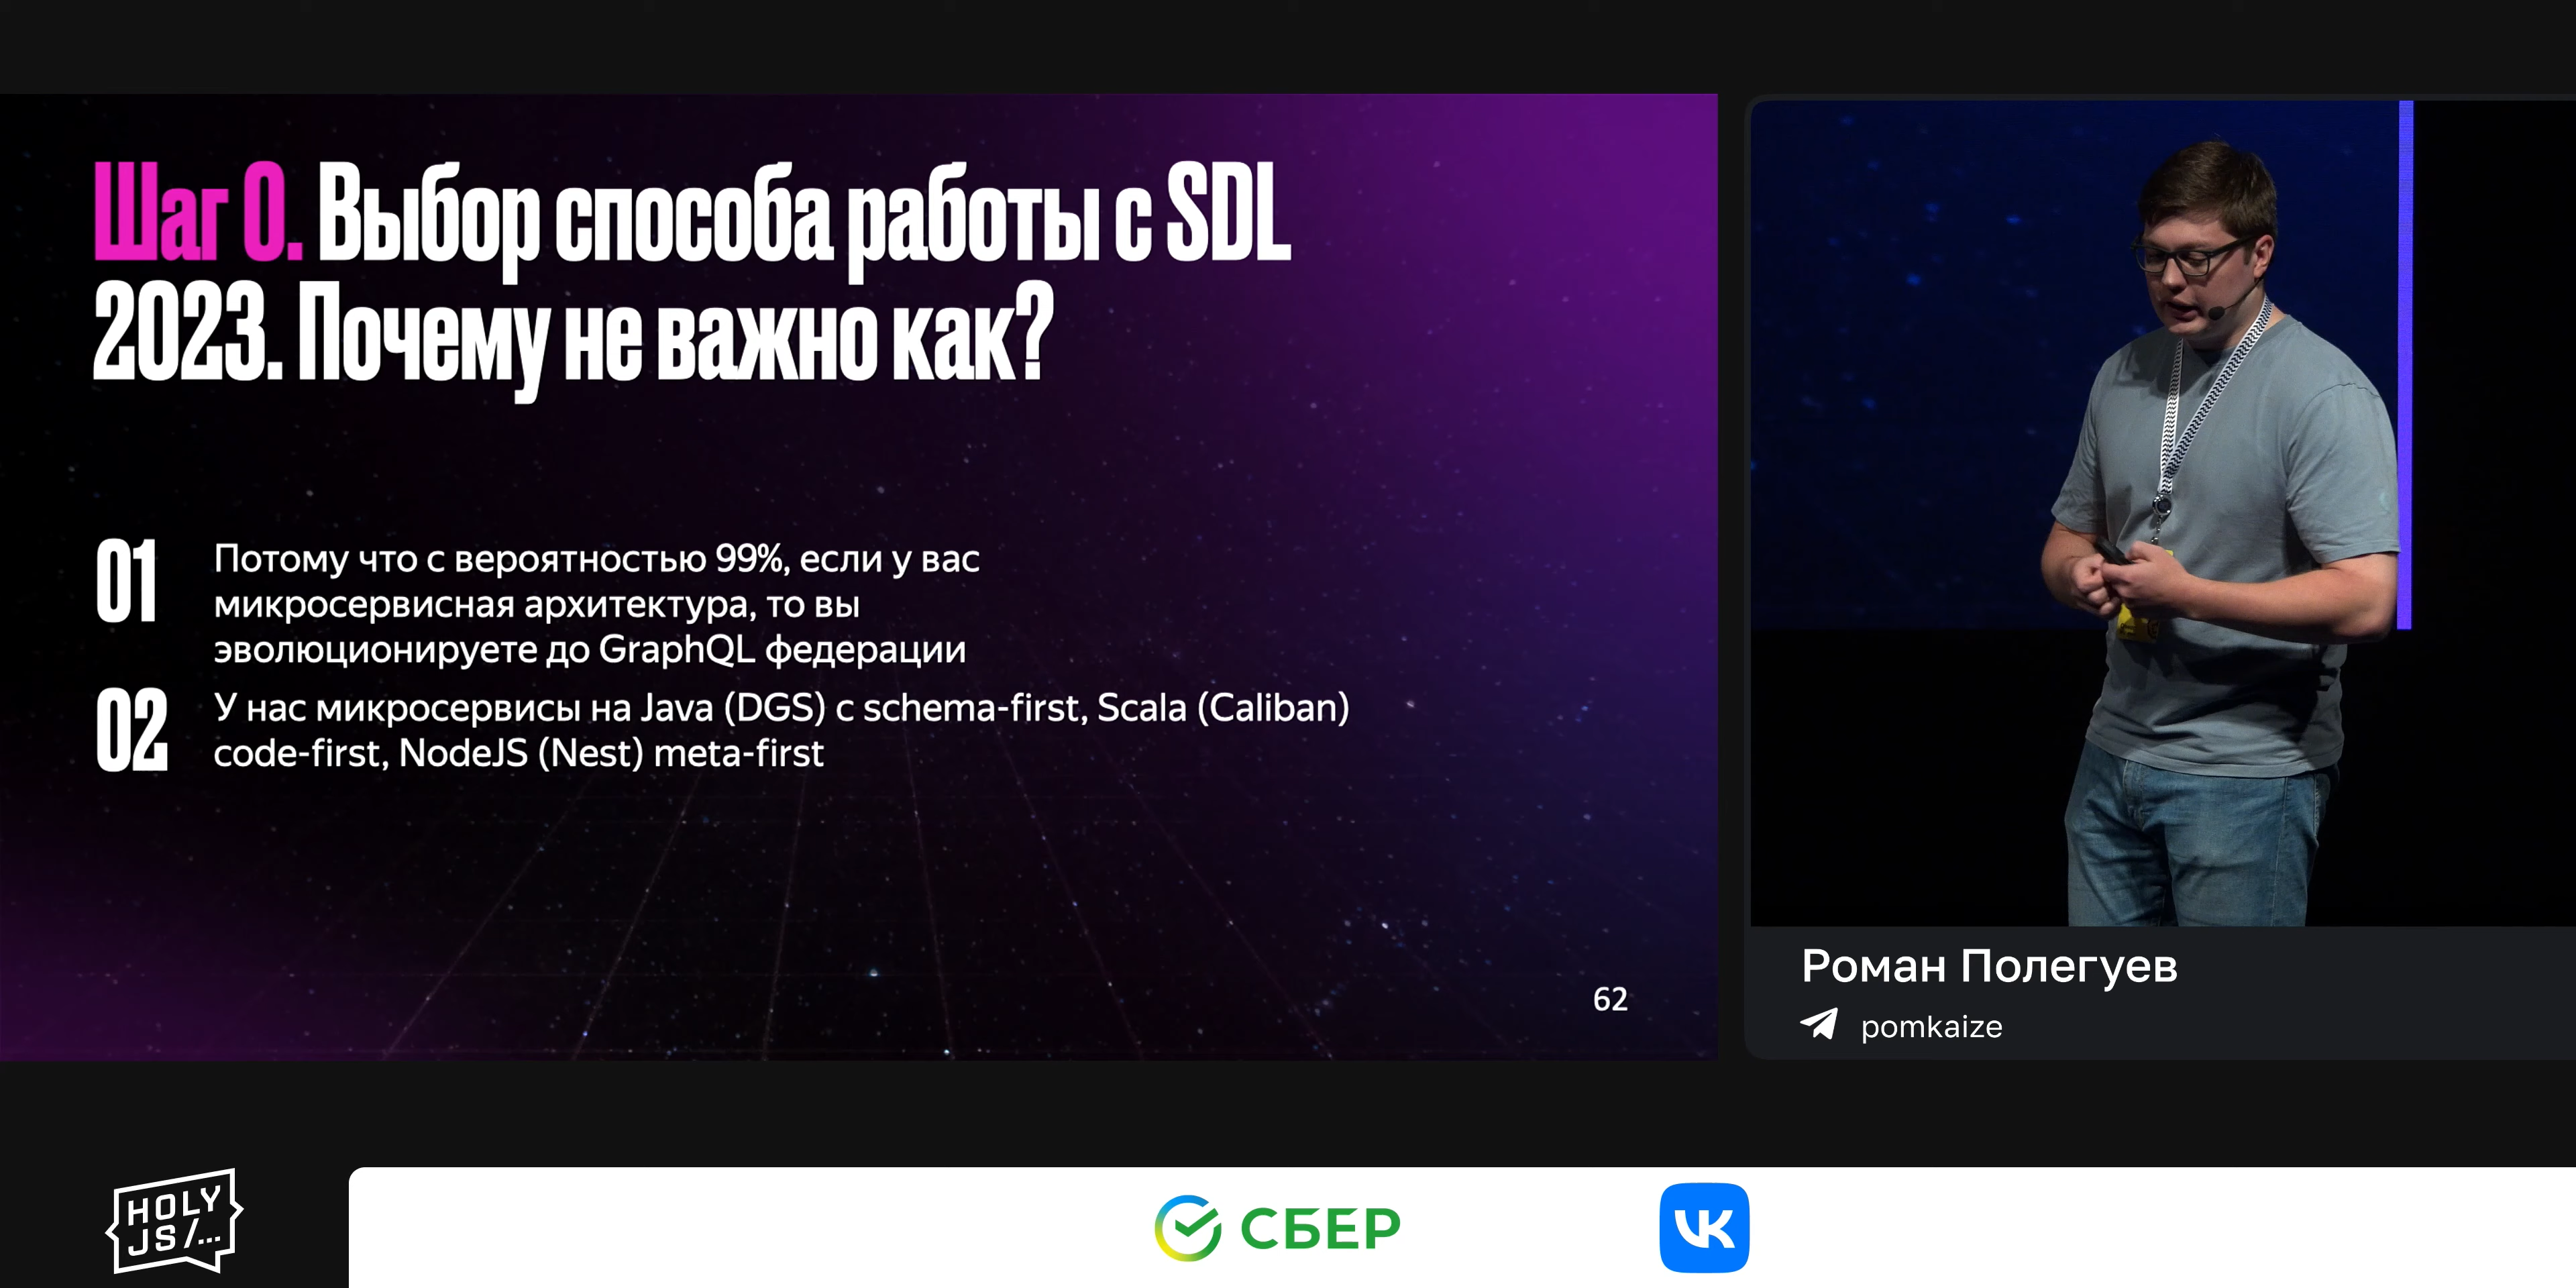 Шаг 0. Выбор способа работы с SDL
2023. Почему не важно как?
01
Потому что с вероятностью 99%, если у вас
микросервисная архитектура, то вы
эволюционируете до GraphQL федерации
02
У нас микросервисы на Java (DGS) с schema-first, Scala (Caliban)
code-first, NodeJS (Nest) meta-first
62
Роман Полегуев
pomkaize
HOLY
JS/...
СБЕР
VK